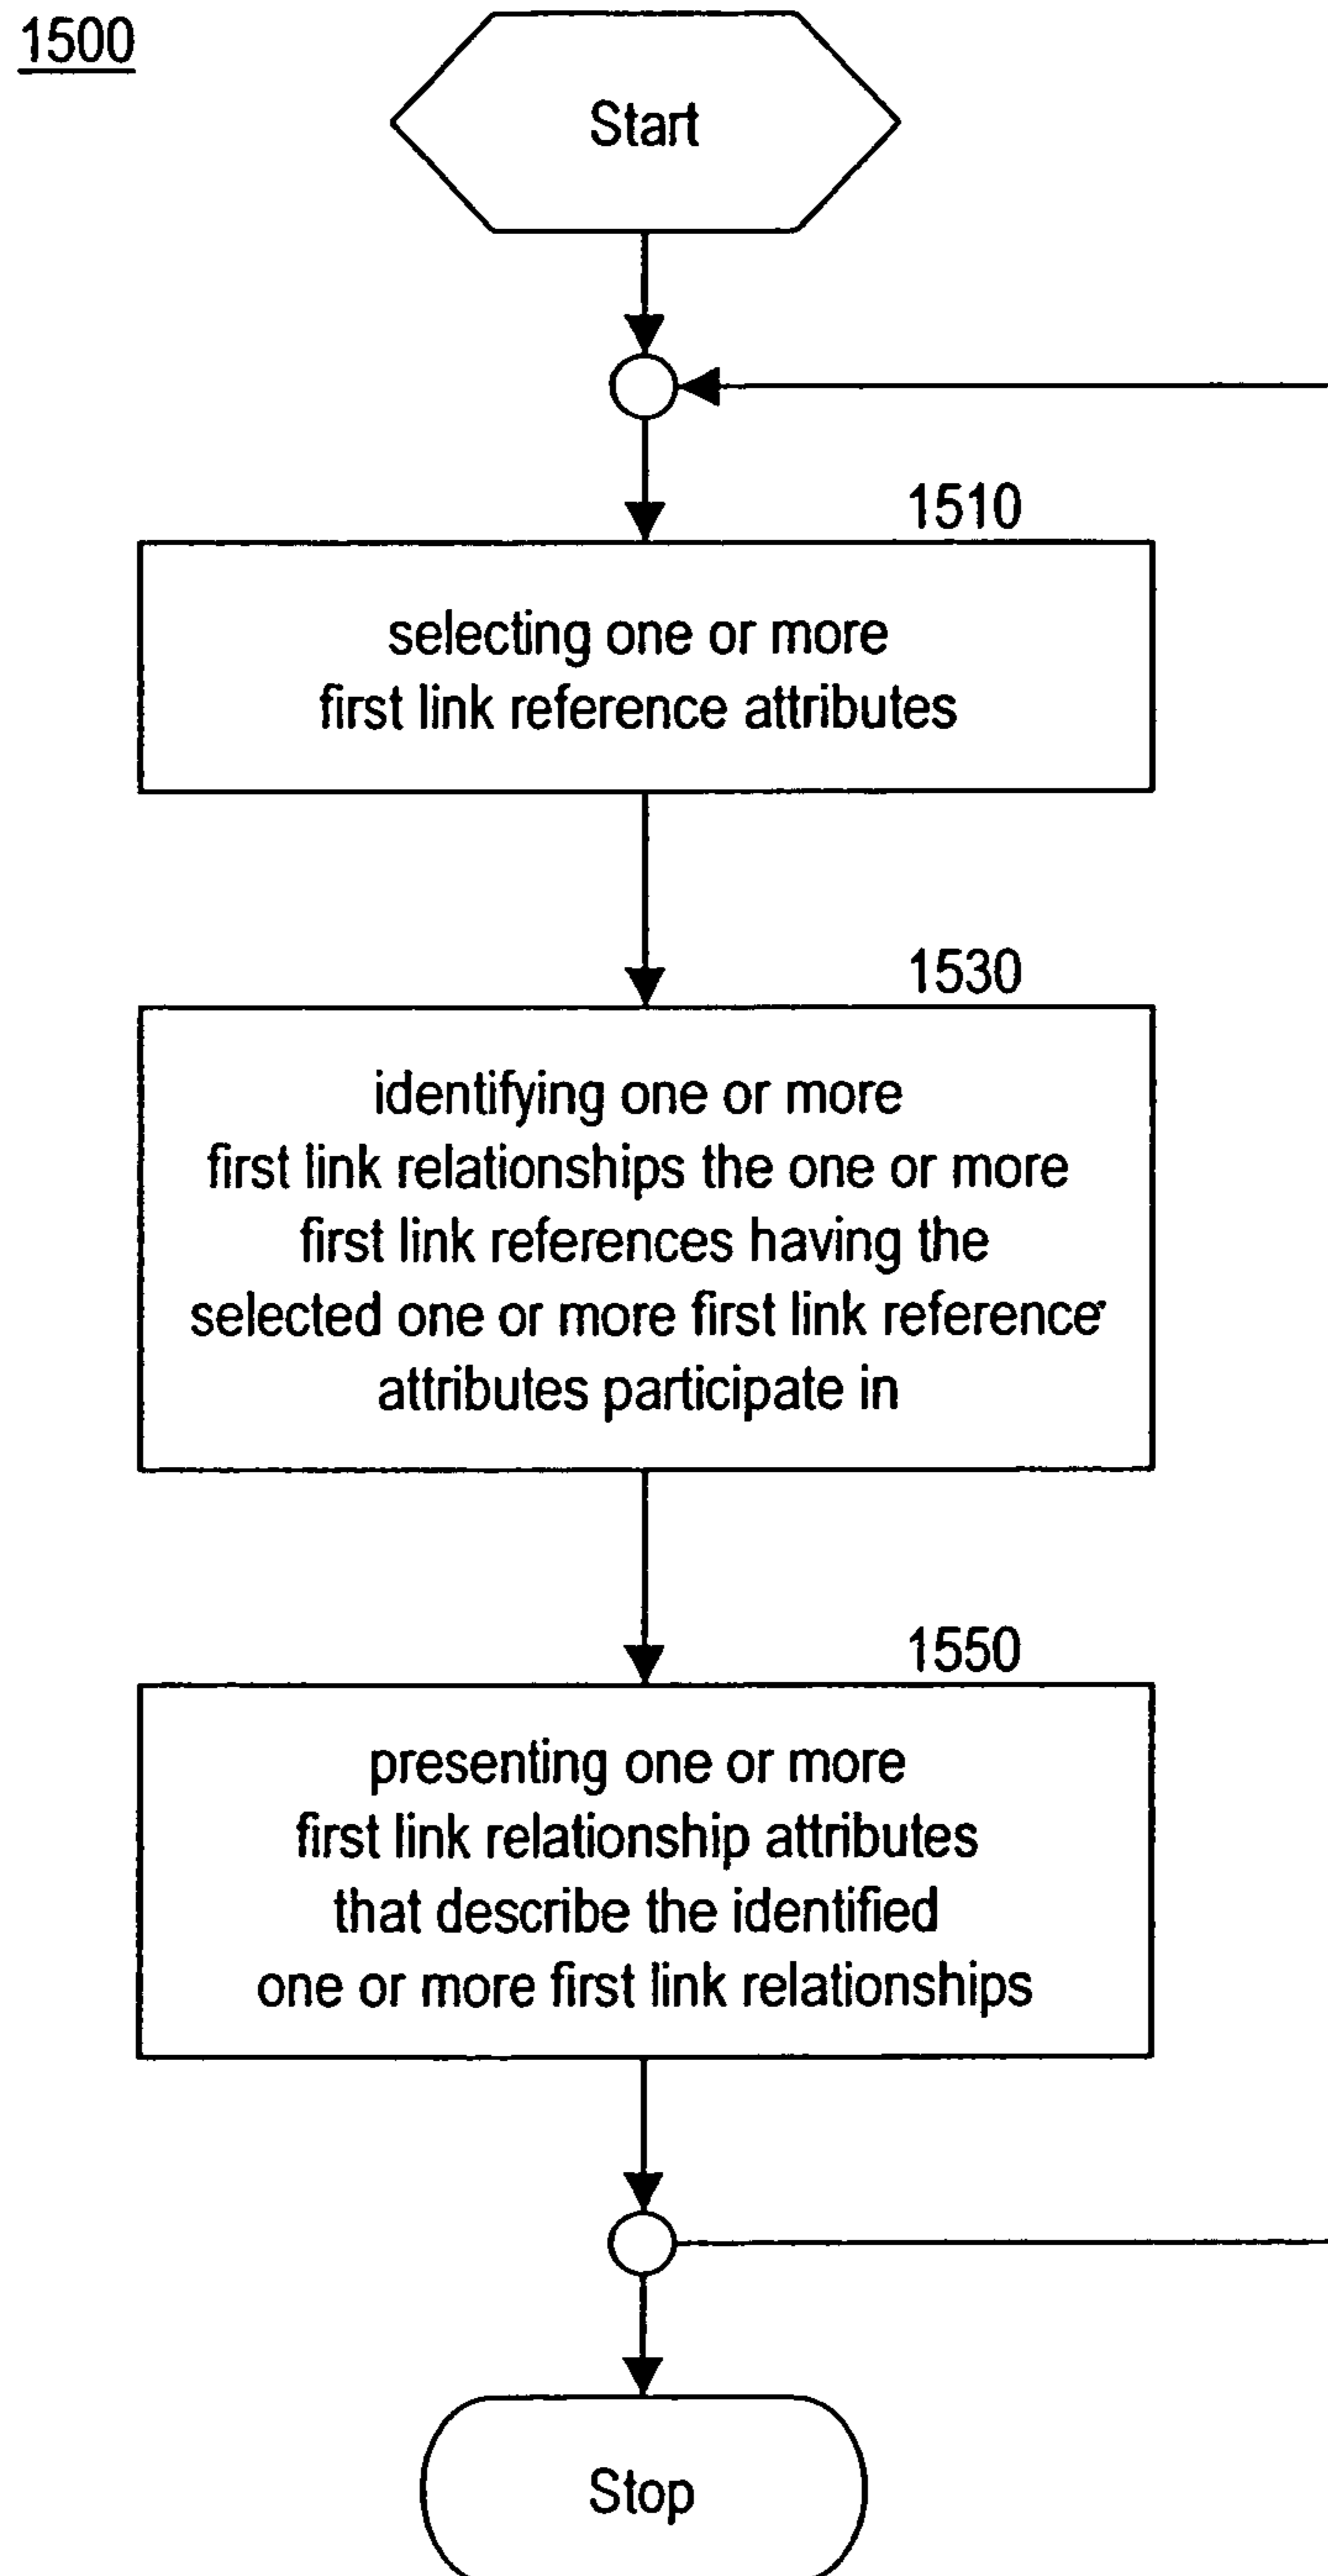 1500
Start
1510
selecting one or more
first link reference attributes
1530
identifying one or more
first link relationships the one or more
first link references having the
selected one or more first link reference
attributes participate in
1550
presenting one or more
first link relationship attributes
that describe the identified
one or more first link relationships
Stop